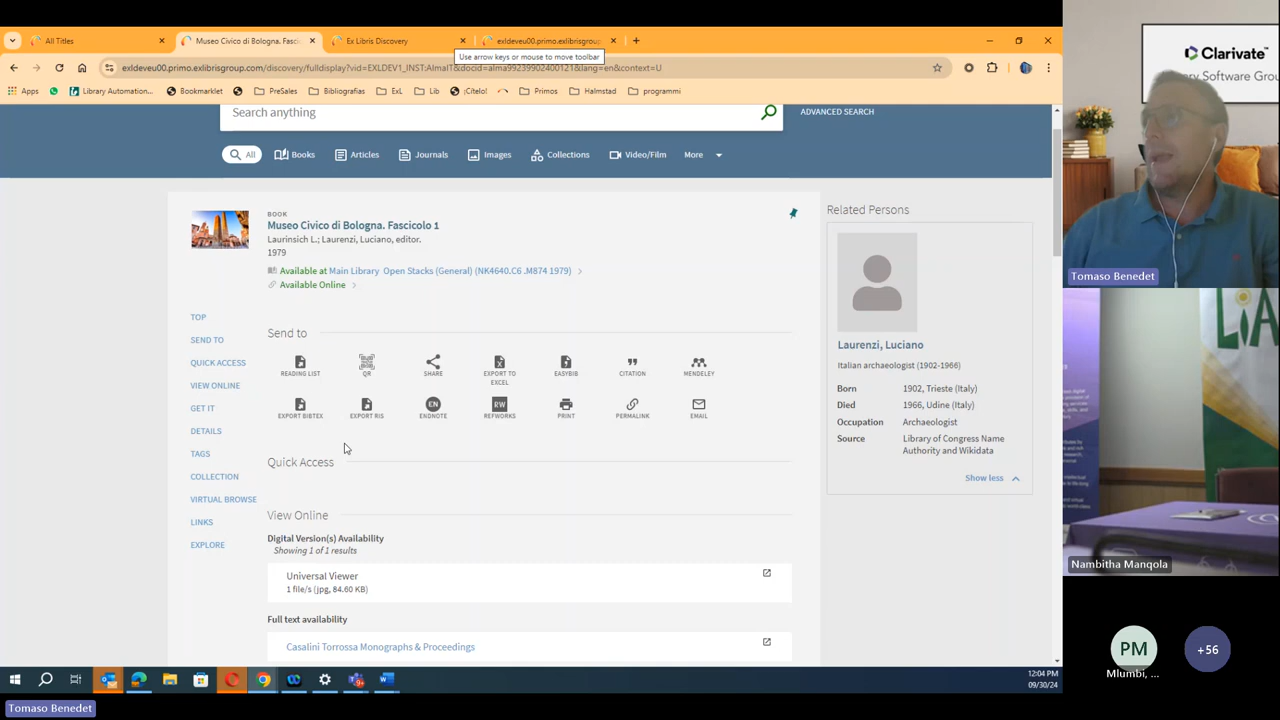 All Titles
Museo Civico di Bologna. Fasci
Ex Libris Discovery
exldeveu00.primo.exlibrisgroup
Use arrow keys or mouse to move toolbar
exldeveu00.primo.exlibrisgroup.com/discovery/fulldisplay?vid=EXLDEV1_INST:AlmaIT&docid=alma99239902400121&lang=en&context=U
Apps
Library Automation...
Bookmarklet
PreSales
Bibliografias
ExL
Lib
¡Cítelo!
Primos
Halmstad
programmi
Search anything
ADVANCED SEARCH
All
Books
Articles
Journals
Images
Collections
Video/Film
More
BOOK
Museo Civico di Bologna. Fascicolo 1
Laurinsich L.; Laurenzi, Luciano, editor.
1979
Available at Main Library Open Stacks (General) (NK4640.C6 .M874 1979)
Available Online
TOP
SEND TO
QUICK ACCESS
VIEW ONLINE
GET IT
DETAILS
TAGS
COLLECTION
VIRTUAL BROWSE
LINKS
EXPLORE
Send to
READING LIST
QR
SHARE
EXPORT TO EXCEL
EASYBIB
CITATION
MENDELEY
EXPORT BIBTEX
EXPORT RIS
EN
ENDNOTE
RW
REFWORKS
PRINT
PERMALINK
EMAIL
Quick Access
View Online
Digital Version(s) Availability
Showing 1 of 1 results
Universal Viewer
1 file/s (jpg, 84.60 KB)
Full text availability
Casalini Torrossa Monographs & Proceedings
Related Persons
Laurenzi, Luciano
Italian archaeologist (1902-1966)
Born 1902, Trieste (Italy)
Died 1966, Udine (Italy)
Occupation Archaeologist
Source Library of Congress Name
Authority and Wikidata
Show less
12:04 PM
09/30/24
Tomaso Benedet
Clarivate™
Tomaso Benedet
LiA
Nambitha Manqola
PM
Mlumbi, ...
+56